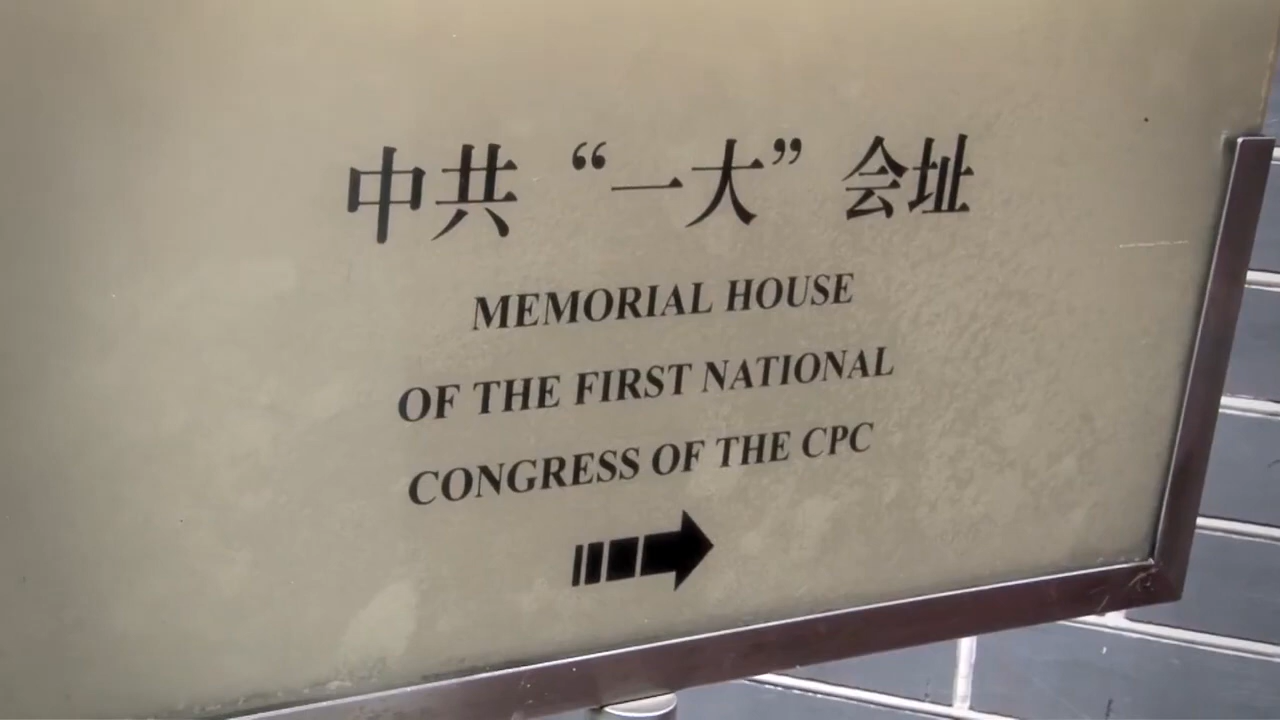 中共“一大”会址
MEMORIAL HOUSE
OF THE FIRST NATIONAL
CONGRESS OF THE CPC